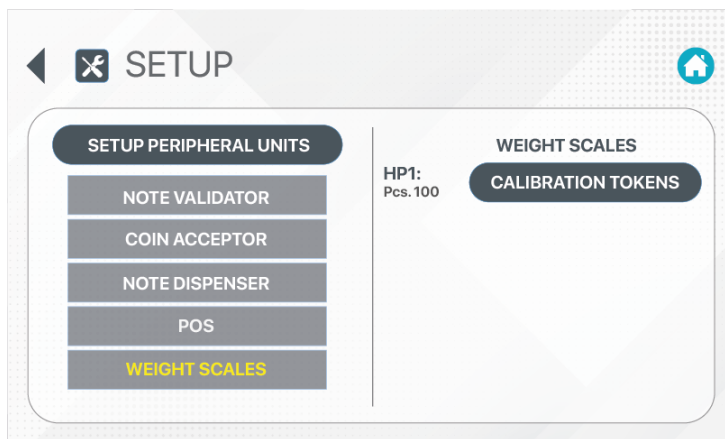 SETUP
SETUP PERIPHERAL UNITS
NOTE VALIDATOR
COIN ACCEPTOR
NOTE DISPENSER
POS
WEIGHT SCALES
WEIGHT SCALES
HP1:
Pcs. 100
CALIBRATION TOKENS